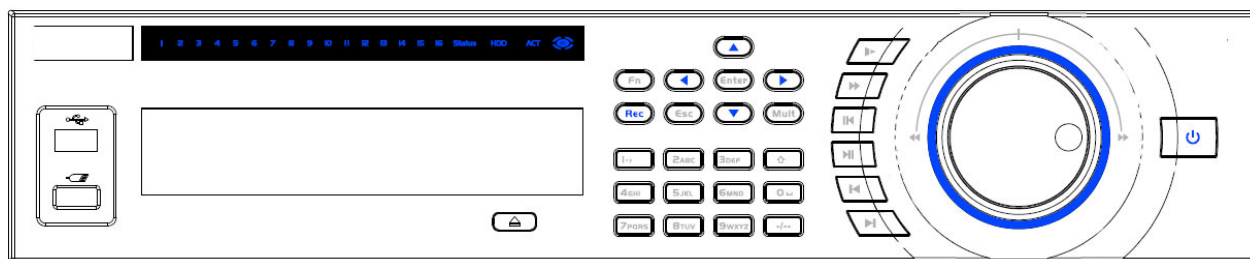 1 2 3 4 5 6 7 8 9 10 11 12 13 14 15 16 Status HDD ACT
Fn Enter
Rec Esc Mult
1 2ABC 3DEF
4GHI 5JKL 6MNO 0
7PQRS 8TUV 9WXYZ -/--